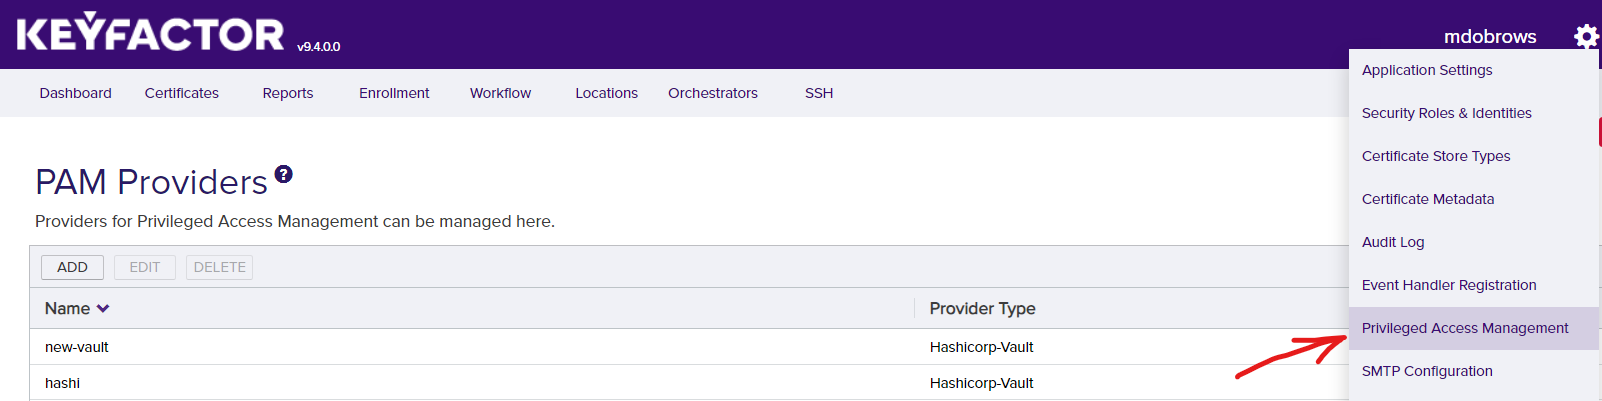 KEYFACTOR v9.4.0.0
mdobrows
Dashboard Certificates Reports Enrollment Workflow Locations Orchestrators SSH
Application Settings
Security Roles & Identities
Certificate Store Types
Certificate Metadata
Audit Log
Event Handler Registration
Privileged Access Management
SMTP Configuration
PAM Providers ?
Providers for Privileged Access Management can be managed here.
ADD EDIT DELETE
Name Provider Type
new-vault Hashicorp-Vault
hashi Hashicorp-Vault